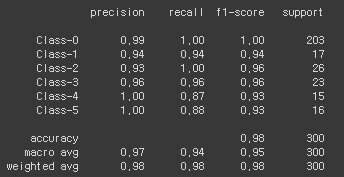 precision recall f1-score support
Class-0 0.99 1.00 1.00 203
Class-1 0.94 0.94 0.94 17
Class-2 0.93 1.00 0.96 26
Class-3 0.96 0.96 0.96 23
Class-4 1.00 0.87 0.93 15
Class-5 1.00 0.88 0.93 16
accuracy 0.98 300
macro avg 0.97 0.94 0.95 300
weighted avg 0.98 0.98 0.98 300